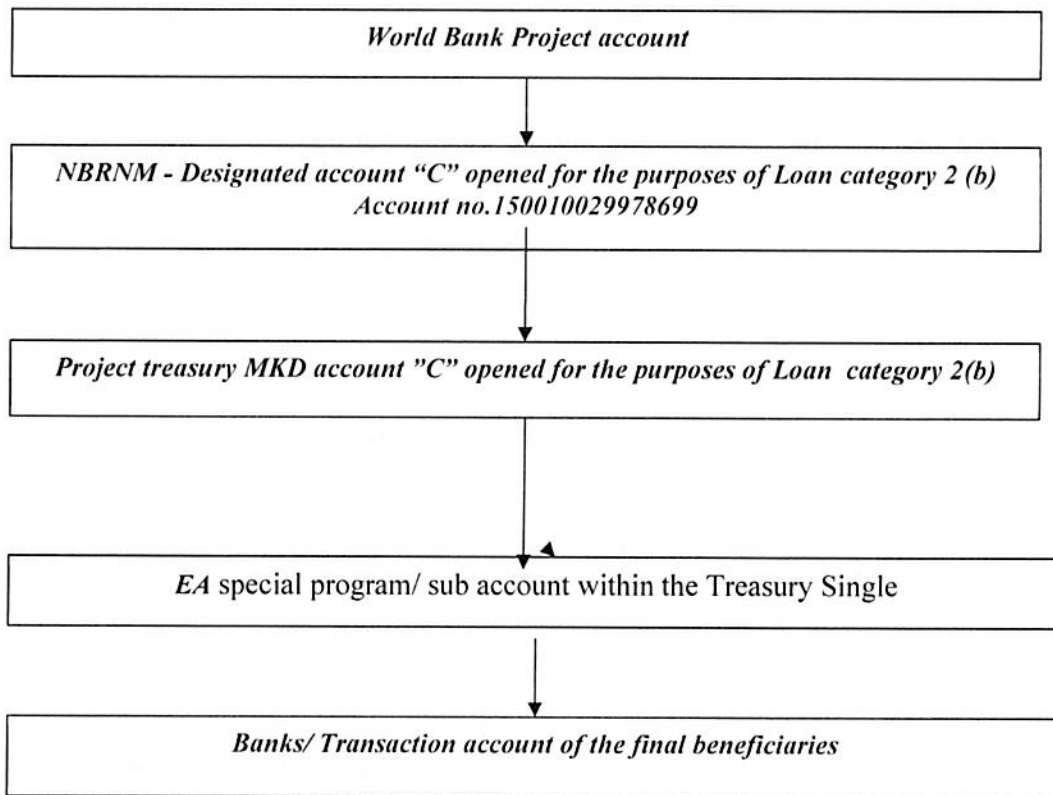 World Bank Project account
NBRNM - Designated account “C” opened for the purposes of Loan category 2 (b)
Account no.150010029978699
Project treasury MKD account ”C” opened for the purposes of Loan category 2(b)
EA special program/ sub account within the Treasury Single
Banks/ Transaction account of the final beneficiaries